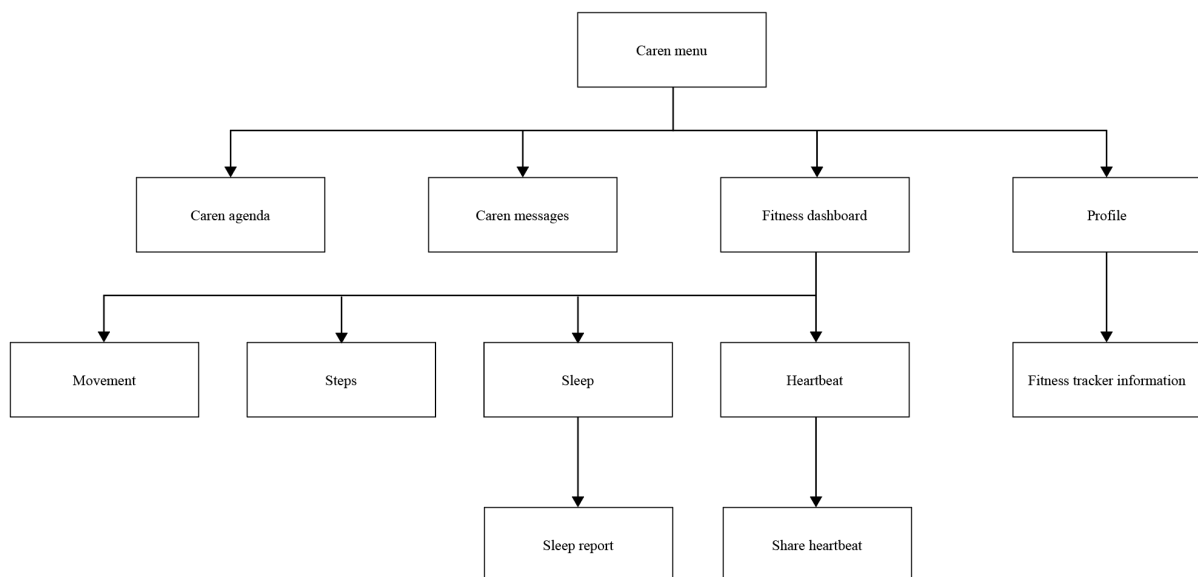 Caren menu
Caren agenda
Caren messages
Fitness dashboard
Profile
Movement
Steps
Sleep
Heartbeat
Fitness tracker information
Sleep report
Share heartbeat